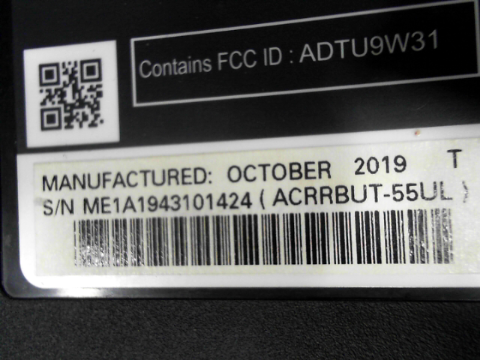 Contains FCC ID : ADTU9W31
MANUFACTURED: OCTOBER 2019 T
S/N ME1A1943101424 ( ACRRBUT-55UL )